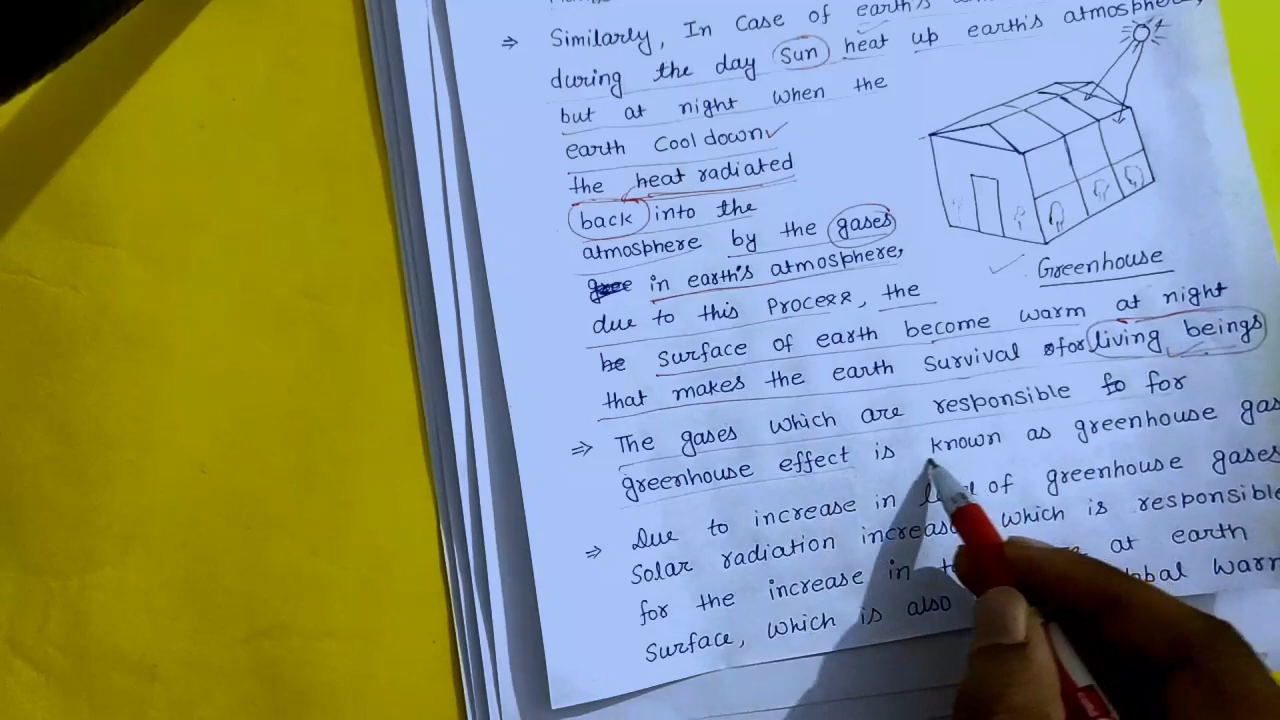 ⇒ Similarly, In Case of earth's
during the day Sun heat up earth's atmosphere,
but at night when the
earth Cool down
the heat radiated
back into the
atmosphere by the gases
in earth's atmosphere,
due to this Process, the
be surface of earth become warm at night
that makes the earth survival for living beings
Greenhouse
⇒ The gases which are responsible to for
greenhouse effect is known as greenhouse gas
⇒ Due to increase in of greenhouse gases
Solar radiation increase which is responsible
for the increase in at earth
Surface, which is also